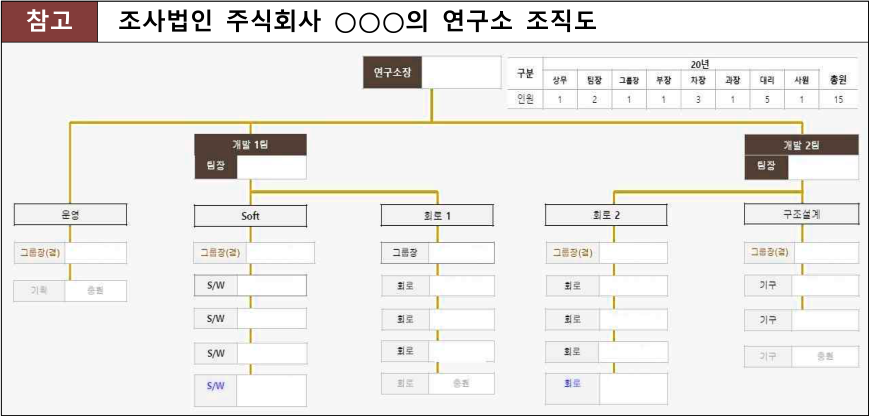 참고 조사법인 주식회사 ○○○의 연구소 조직도
연구소장
구분 20년
상무 팀장 그룹장 부장 차장 과장 대리 사원 총원
인원 1 2 1 1 3 1 5 1 15
개발 1팀 개발 2팀
팀장 팀장
운영 Soft 회로 1 회로 2 구조설계
그룹장(겸) 그룹장(겸) 그룹장 그룹장(겸) 그룹장(겸)
기획 충원 S/W 회로 회로 기구
S/W 회로 회로 기구
S/W 회로 회로 기구 충원
S/W 회로 충원 회로